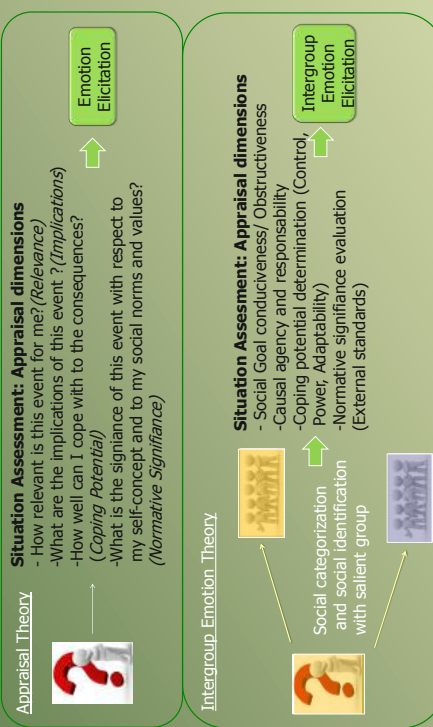 Appraisal Theory
Situation Assesment: Appraisal dimensions
- How relevant is this event for me?(Relevance)
-What are the implications of this event ?(Implications)
-How well can I cope with to the consequences?
(Coping Potential)
-What is the signiance of this event with respect to
my self-concept and to my social norms and values?
(Normative Signifiance)
Emotion
Elicitation
Intergroup Emotion Theory
Social categorization
and social identification
with salient group
Situation Assesment: Appraisal dimensions
- Social Goal conduciveness/ Obstructiveness
-Causal agency and responsability
-Coping potential determination (Control,
Power, Adaptability)
-Normative signifiance evaluation
(External standards)
Intergroup
Emotion
Elicitation